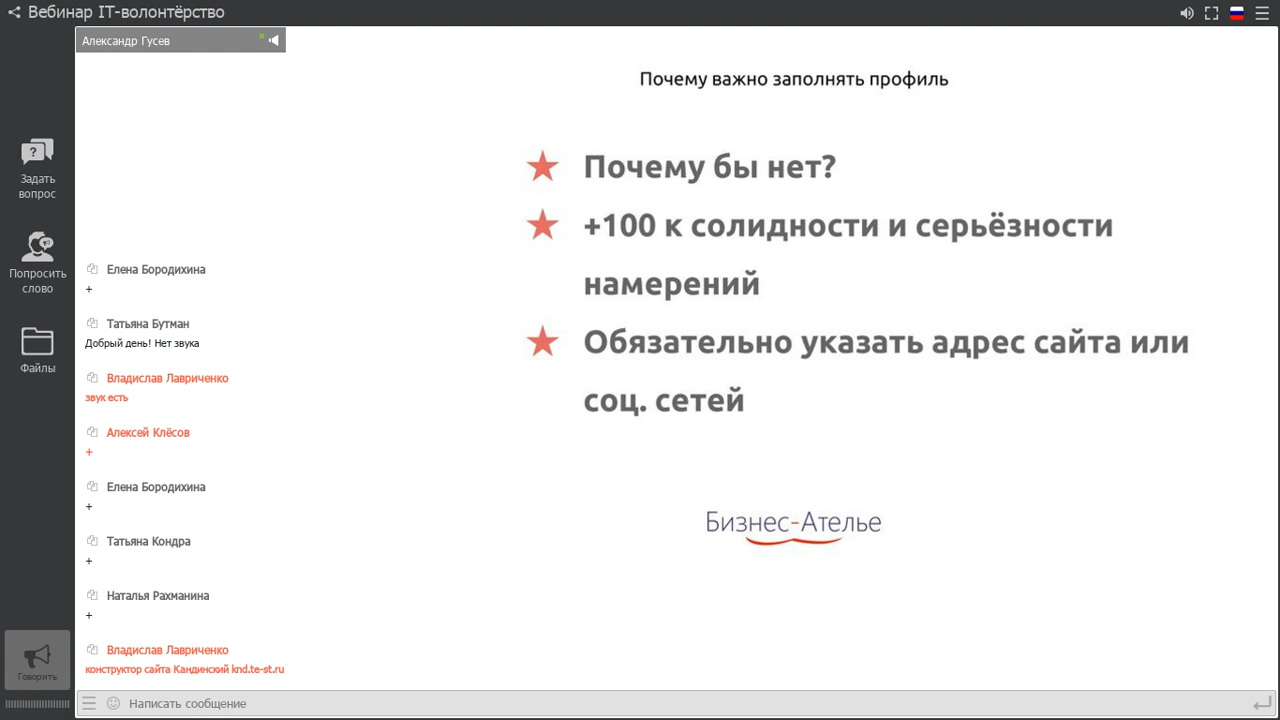 Вебинар IT-волонтёрство
Александр Гусев
Задать
вопрос
Попросить
слово
Файлы
Говорить
Елена Бородихина
+
Татьяна Бутман
Добрый день! Нет звука
Владислав Лавриченко
звук есть
Алексей Клёсов
+
Елена Бородихина
+
Татьяна Кондра
+
Наталья Рахманина
+
Владислав Лавриченко
конструктор сайта Кандинский knd.te-st.ru
Написать сообщение
Почему важно заполнять профиль
Почему бы нет?
+100 к солидности и серьёзности
намерений
Обязательно указать адрес сайта или
соц. сетей
Бизнес-Ателье